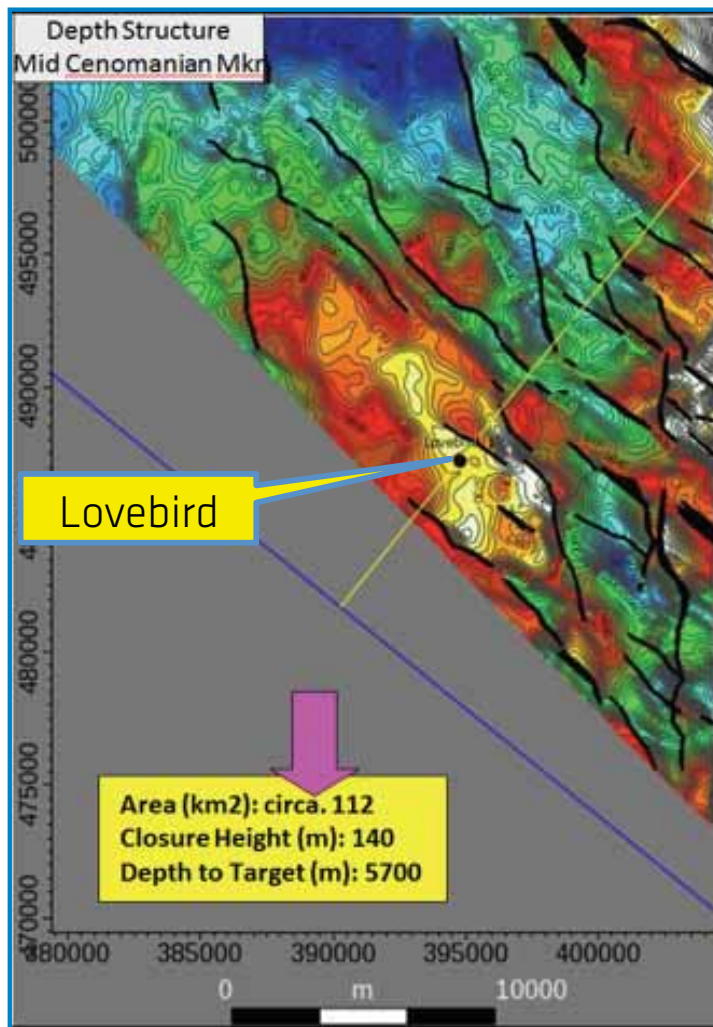 Depth Structure
Mid Cenomanian Mkr
500000
495000
490000
Lovebird
480000
475000
470000
Area (km2): circa. 112
Closure Height (m): 140
Depth to Target (m): 5700
380000 385000 390000 395000 400000
0 m 10000